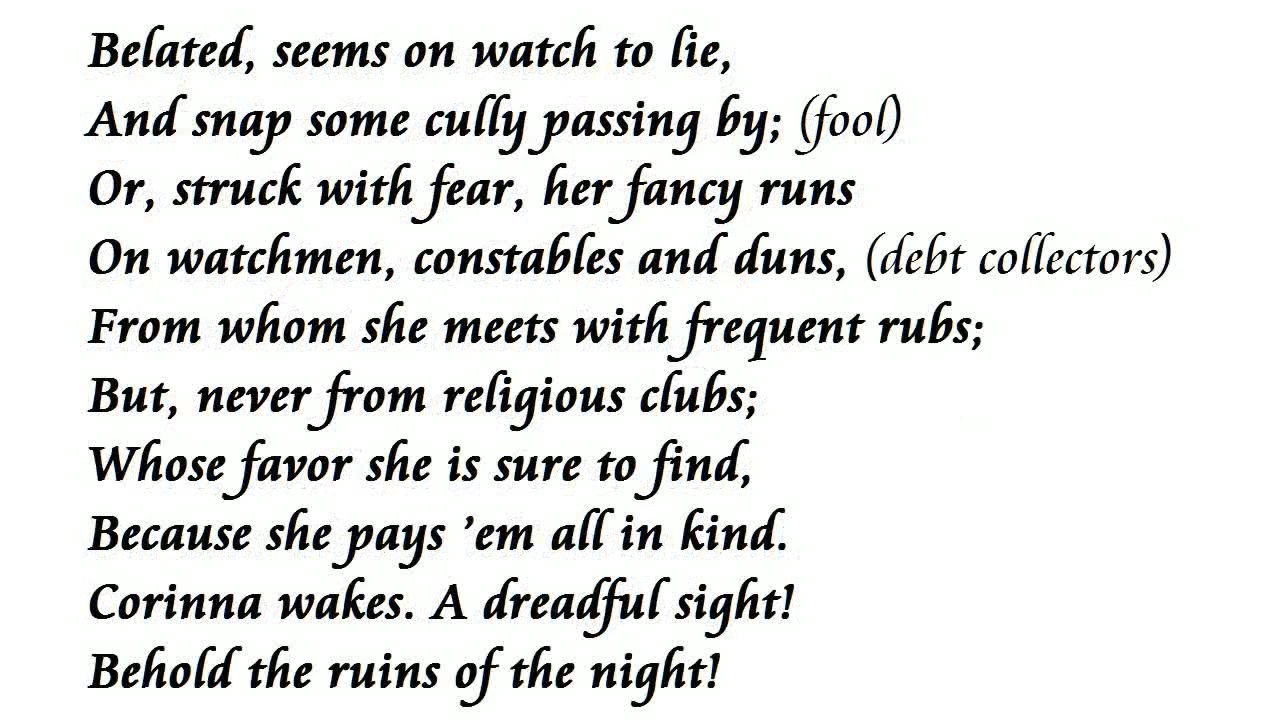 Belated, seems on watch to lie,
And snap some cully passing by; (fool)
Or, struck with fear, her fancy runs
On watchmen, constables and duns, (debt collectors)
From whom she meets with frequent rubs;
But, never from religious clubs;
Whose favor she is sure to find,
Because she pays ’em all in kind.
Corinna wakes. A dreadful sight!
Behold the ruins of the night!